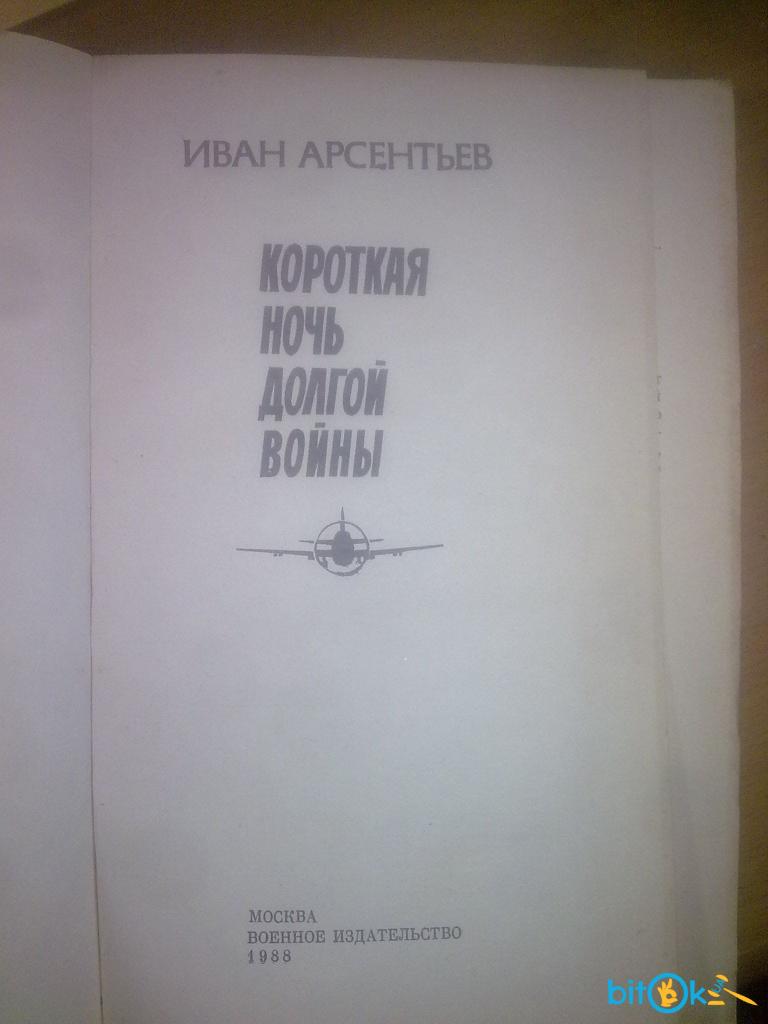 ИВАН АРСЕНТЬЕВ
КОРОТКАЯ
НОЧЬ
ДОЛГОЙ
ВОЙНЫ
МОСКВА
ВОЕННОЕ ИЗДАТЕЛЬСТВО
1988
bitOk